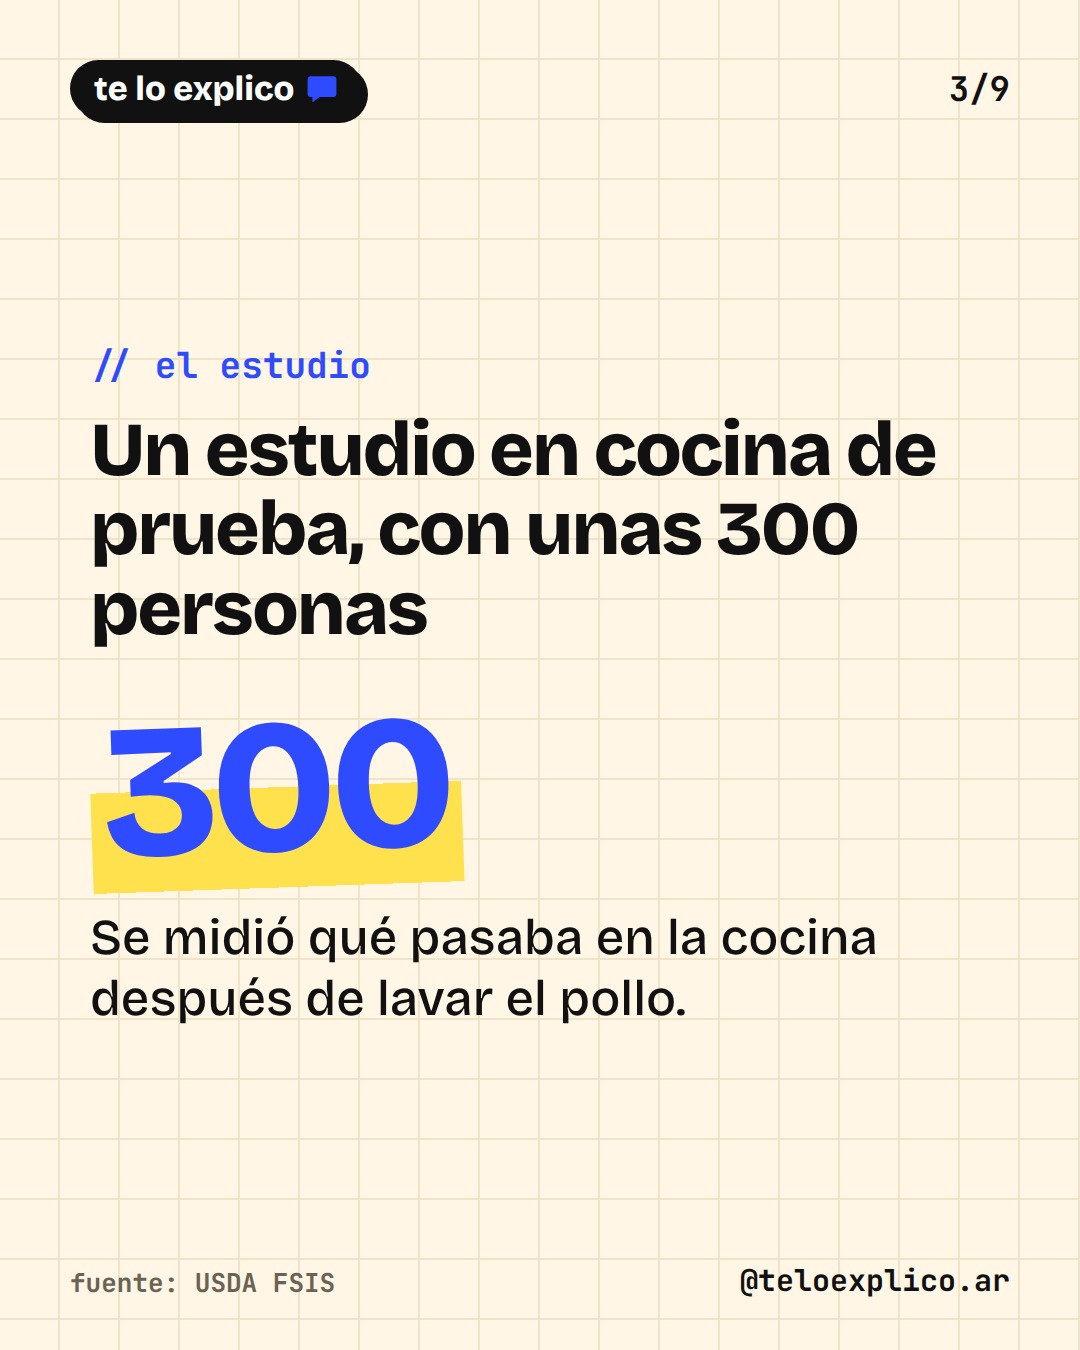 te lo explico
3/9
// el estudio
Un estudio en cocina de
prueba, con unas 300
personas
300
Se midió qué pasaba en la cocina
después de lavar el pollo.
fuente: USDA FSIS
@teloexplico.ar